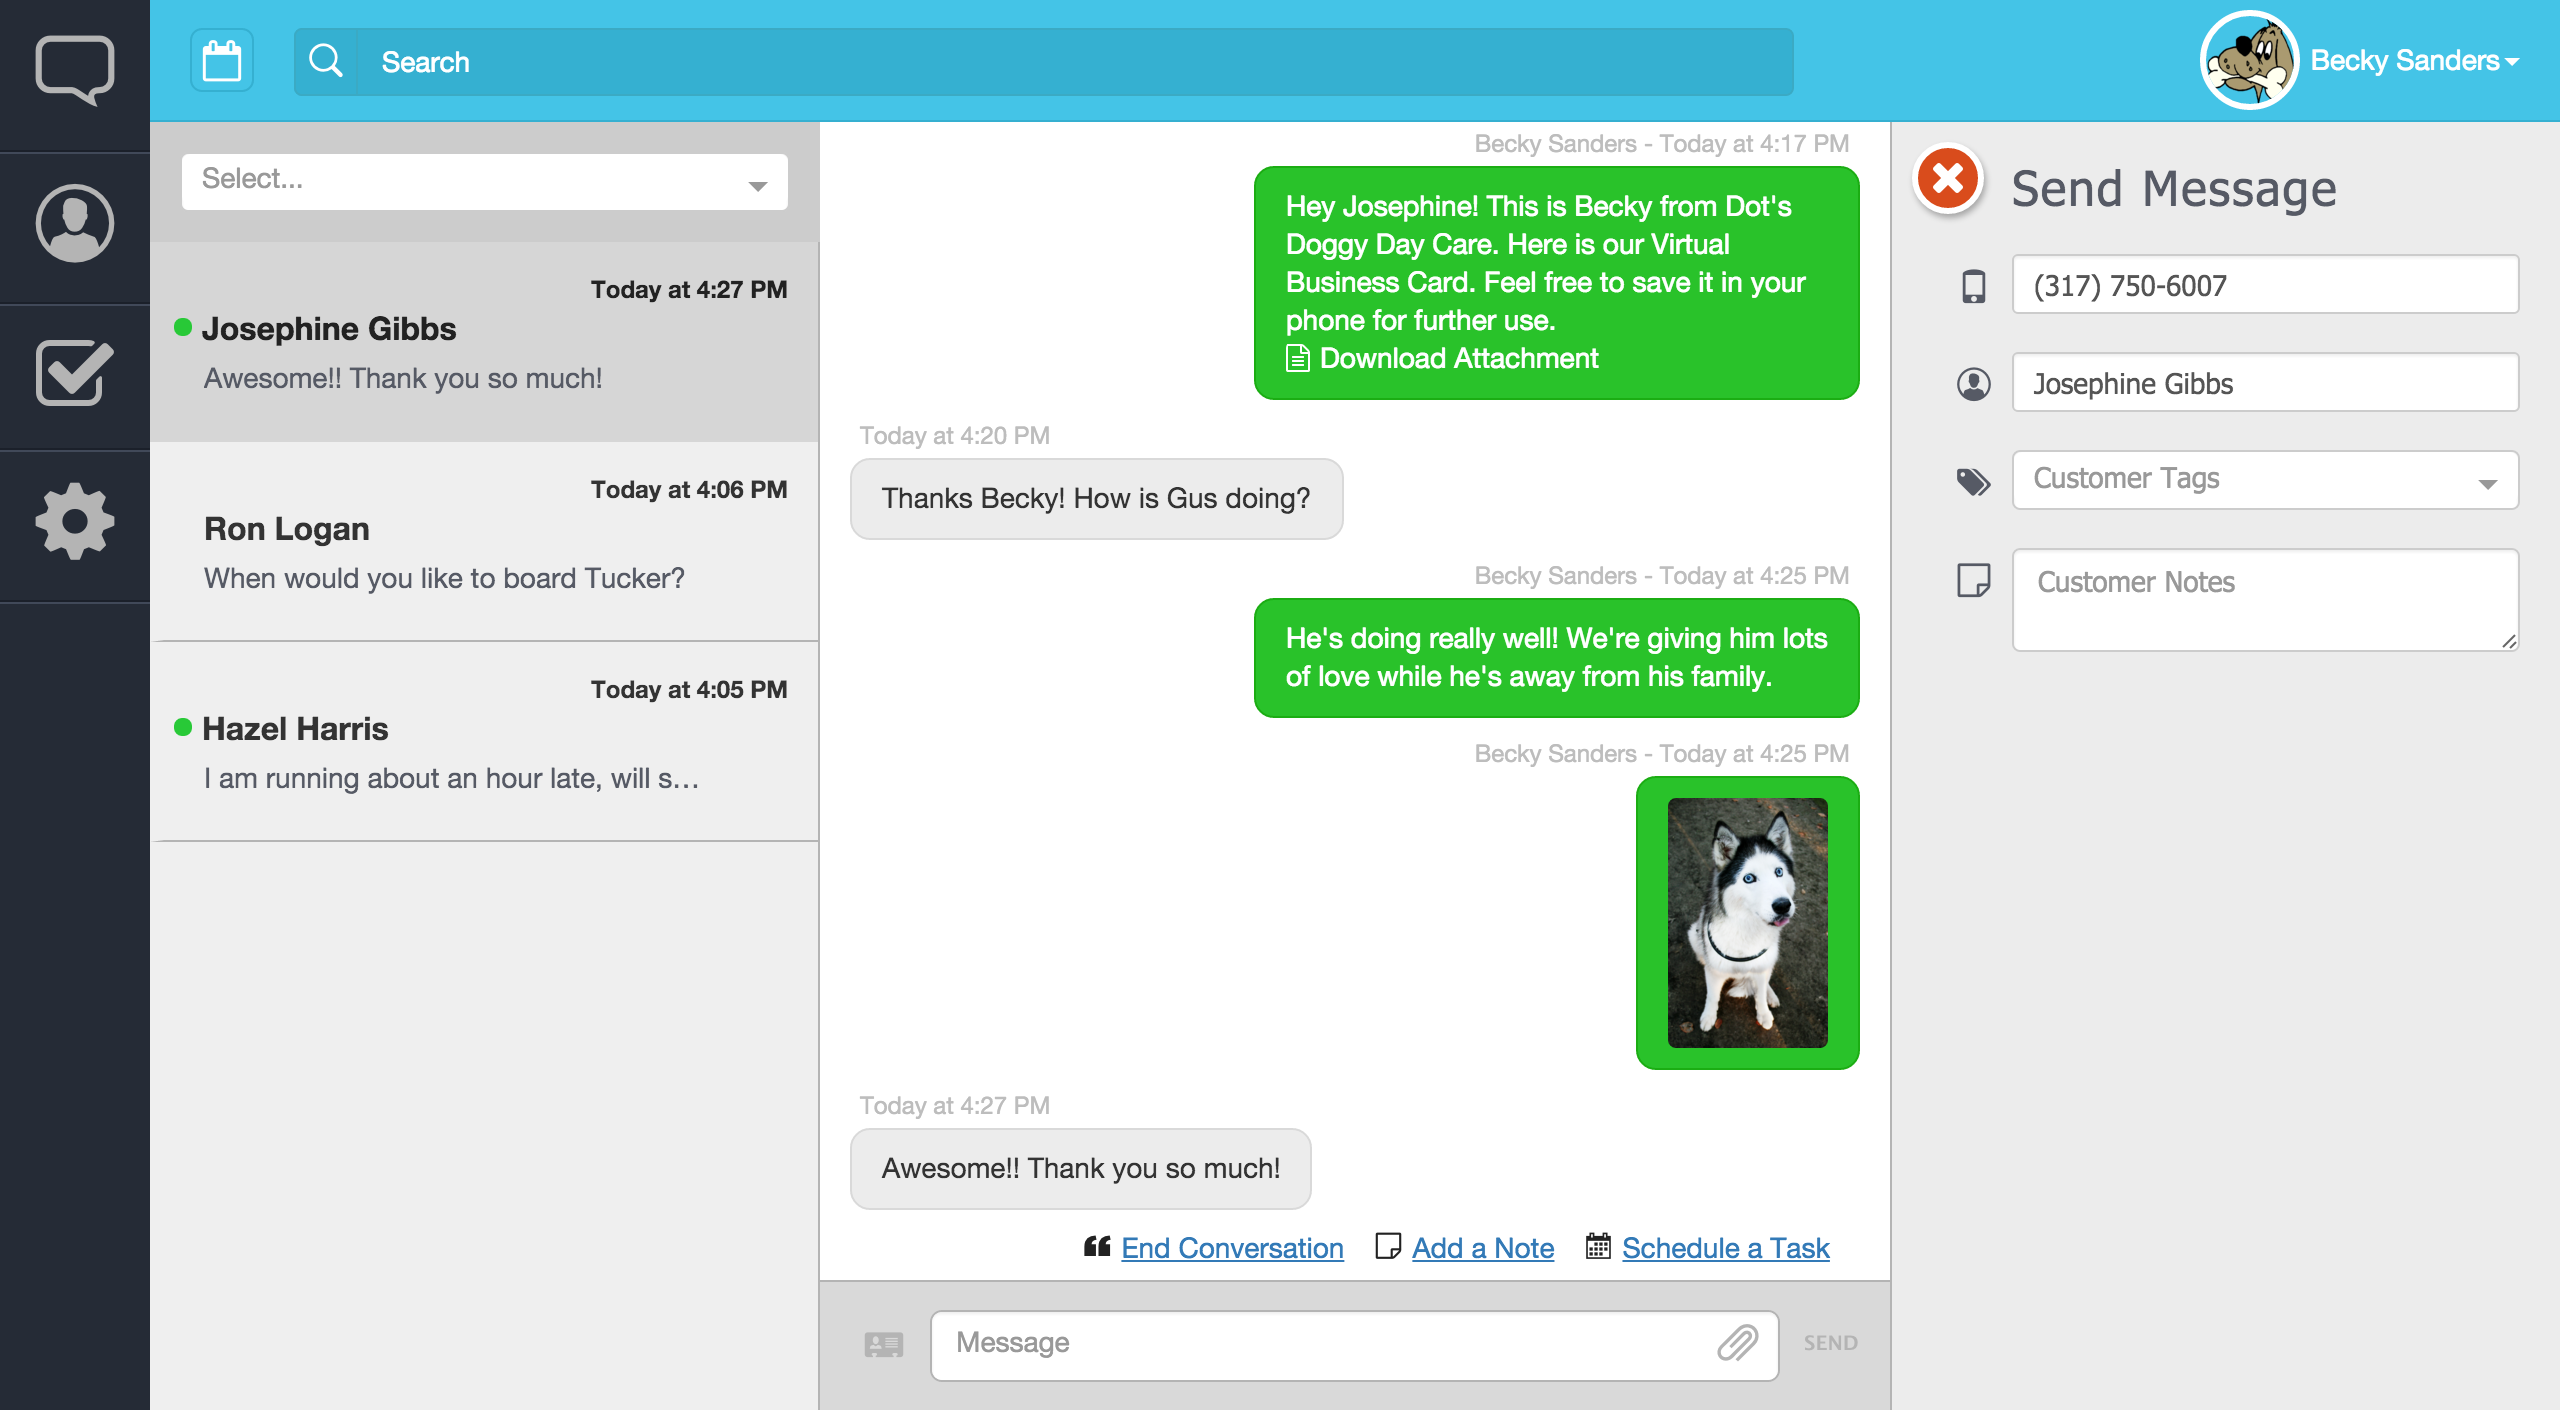 Search
Becky Sanders
Select...
Today at 4:27 PM
Josephine Gibbs
Awesome!! Thank you so much!
Today at 4:06 PM
Ron Logan
When would you like to board Tucker?
Today at 4:05 PM
Hazel Harris
I am running about an hour late, will s...
Becky Sanders - Today at 4:17 PM
Hey Josephine! This is Becky from Dot's
Doggy Day Care. Here is our Virtual
Business Card. Feel free to save it in your
phone for further use.
Download Attachment
Today at 4:20 PM
Thanks Becky! How is Gus doing?
Becky Sanders - Today at 4:25 PM
He's doing really well! We're giving him lots
of love while he's away from his family.
Becky Sanders - Today at 4:25 PM
Today at 4:27 PM
Awesome!! Thank you so much!
End Conversation Add a Note Schedule a Task
Message
SEND
Send Message
(317) 750-6007
Josephine Gibbs
Customer Tags
Customer Notes